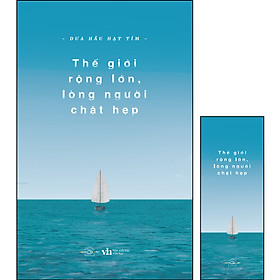 - DƯA HẤU HẠT TÍM -
Thế giới
rộng lớn,
lòng người
chật hẹp
vh
Thế giới
rộng lớn,
lòng người
chật hẹp